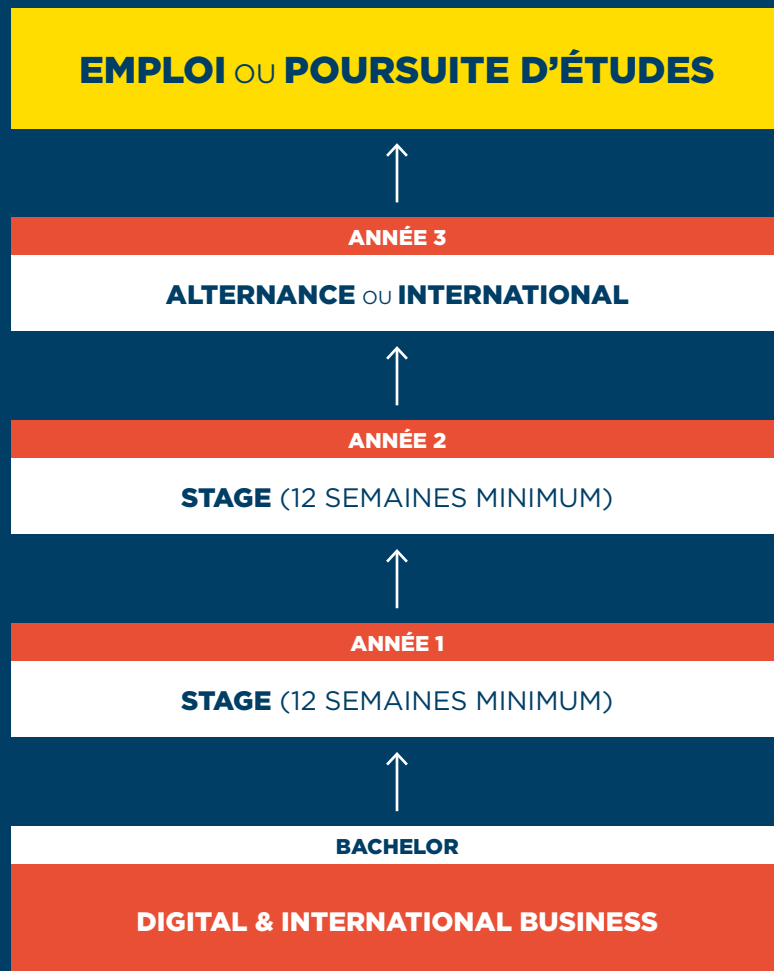 EMPLOI OU POURSUITE D'ÉTUDES
ANNÉE 3
ALTERNANCE OU INTERNATIONAL
ANNÉE 2
STAGE (12 SEMAINES MINIMUM)
ANNÉE 1
STAGE (12 SEMAINES MINIMUM)
BACHELOR
DIGITAL & INTERNATIONAL BUSINESS